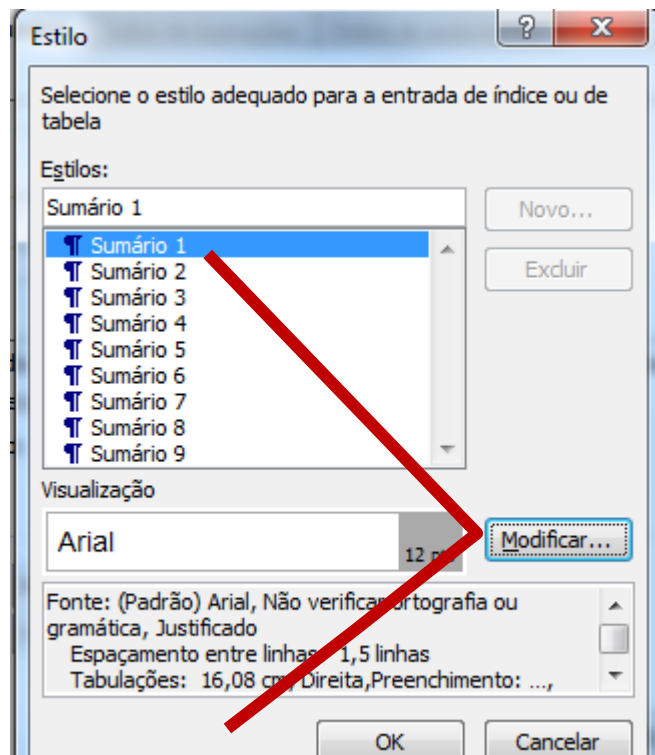 Estilo
Selecione o estilo adequado para a entrada de índice ou de
tabela
Estilos:
Sumário 1
Novo...
Sumário 1
Excluir
Sumário 2
Sumário 3
Sumário 4
Sumário 5
Sumário 6
Sumário 7
Sumário 8
Sumário 9
Visualização
Arial
12
Modificar...
Fonte: (Padrão) Arial, Não verificar ortografia ou
gramática, Justificado
Espaçamento entre linhas: 1,5 linhas
Tabulações: 16,08 cm, Direita,Preenchimento: ...,
OK
Cancelar